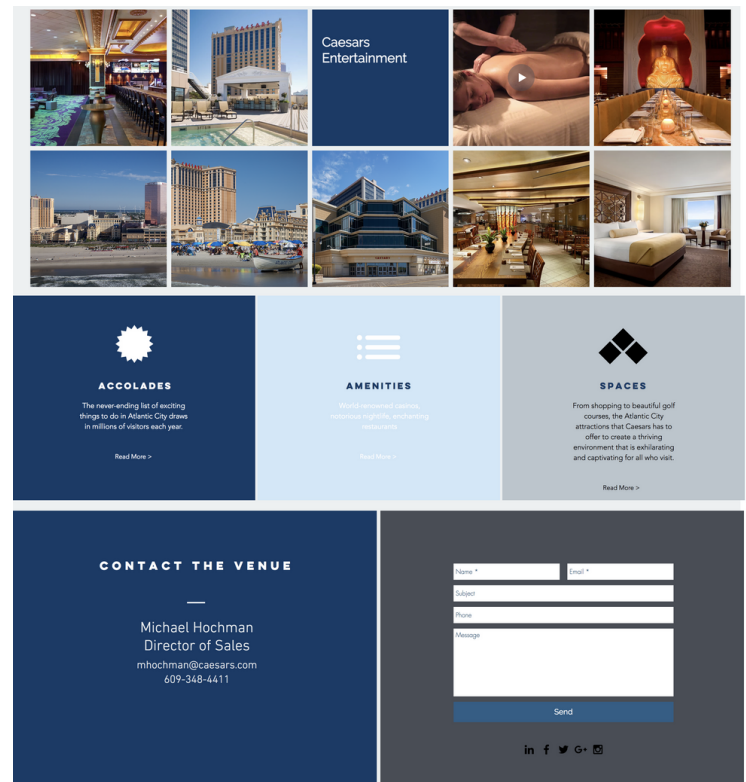 Caesars
Entertainment
ACCOLADES
The never-ending list of exciting
things to do in Atlantic City draws
in millions of visitors each year.
Read More >
AMENITIES
World-renowned casinos,
notorious nightlife, enchanting
restaurants
Read More >
SPACES
From shopping to beautiful golf
courses, the Atlantic City
attractions that Caesars has to
offer to create a thriving
environment that is exhilarating
and captivating for all who visit.
Read More >
CONTACT THE VENUE
Michael Hochman
Director of Sales
mhochman@caesars.com
609-348-4411
Name *
Email *
Subject
Phone
Message
Send
in f G+